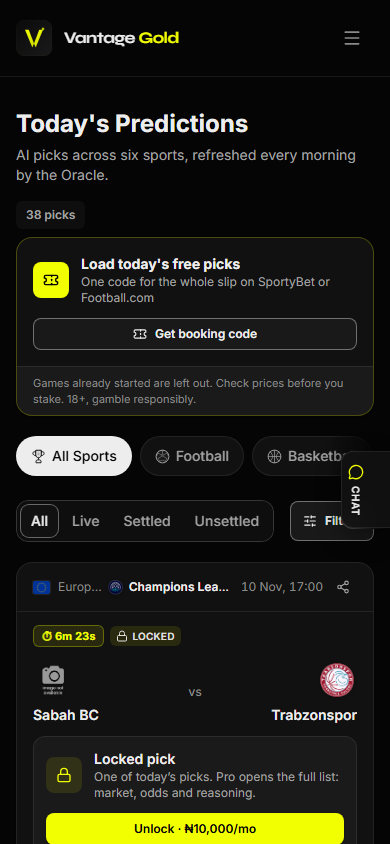 Vantage Gold
Today's Predictions
AI picks across six sports, refreshed every morning
by the Oracle.
38 picks
Load today's free picks
One code for the whole slip on SportyBet or
Football.com
Get booking code
Games already started are left out. Check prices before you
stake. 18+, gamble responsibly.
All Sports
Football
Basketb
CHAT
All
Live
Settled
Unsettled
Filt
Europ...
Champions Lea...
10 Nov, 17:00
6m 23s
LOCKED
vs
Sabah BC
Trabzonspor
Locked pick
One of today's picks. Pro opens the full list:
market, odds and reasoning.
Unlock · ₦10,000/mo